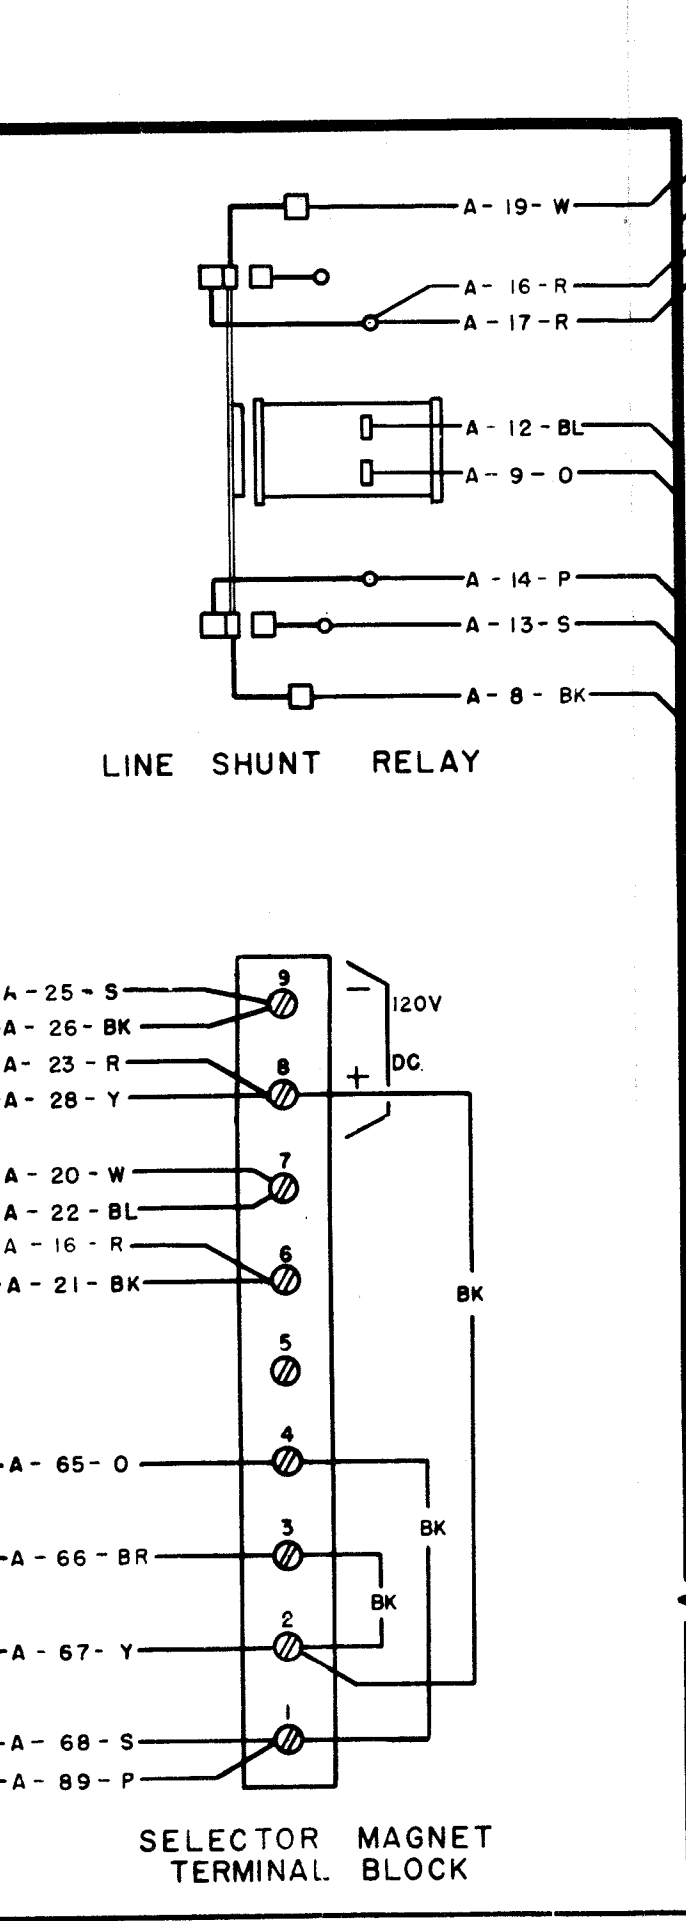 A - 19 - W
A - 16 - R
A - 17 - R
A - 12 - BL
A - 9 - O
A - 14 - P
A - 13 - S
A - 8 - BK
LINE SHUNT RELAY
A - 25 - S
9
120V
A - 26 - BK
A - 23 - R
8
+
DC.
A - 28 - Y
A - 20 - W
7
A - 22 - BL
A - 16 - R
6
A - 21 - BK
BK
5
4
A - 65 - O
3
BK
A - 66 - BR
BK
2
A - 67 - Y
1
A - 68 - S
A - 89 - P
SELECTOR MAGNET
TERMINAL BLOCK